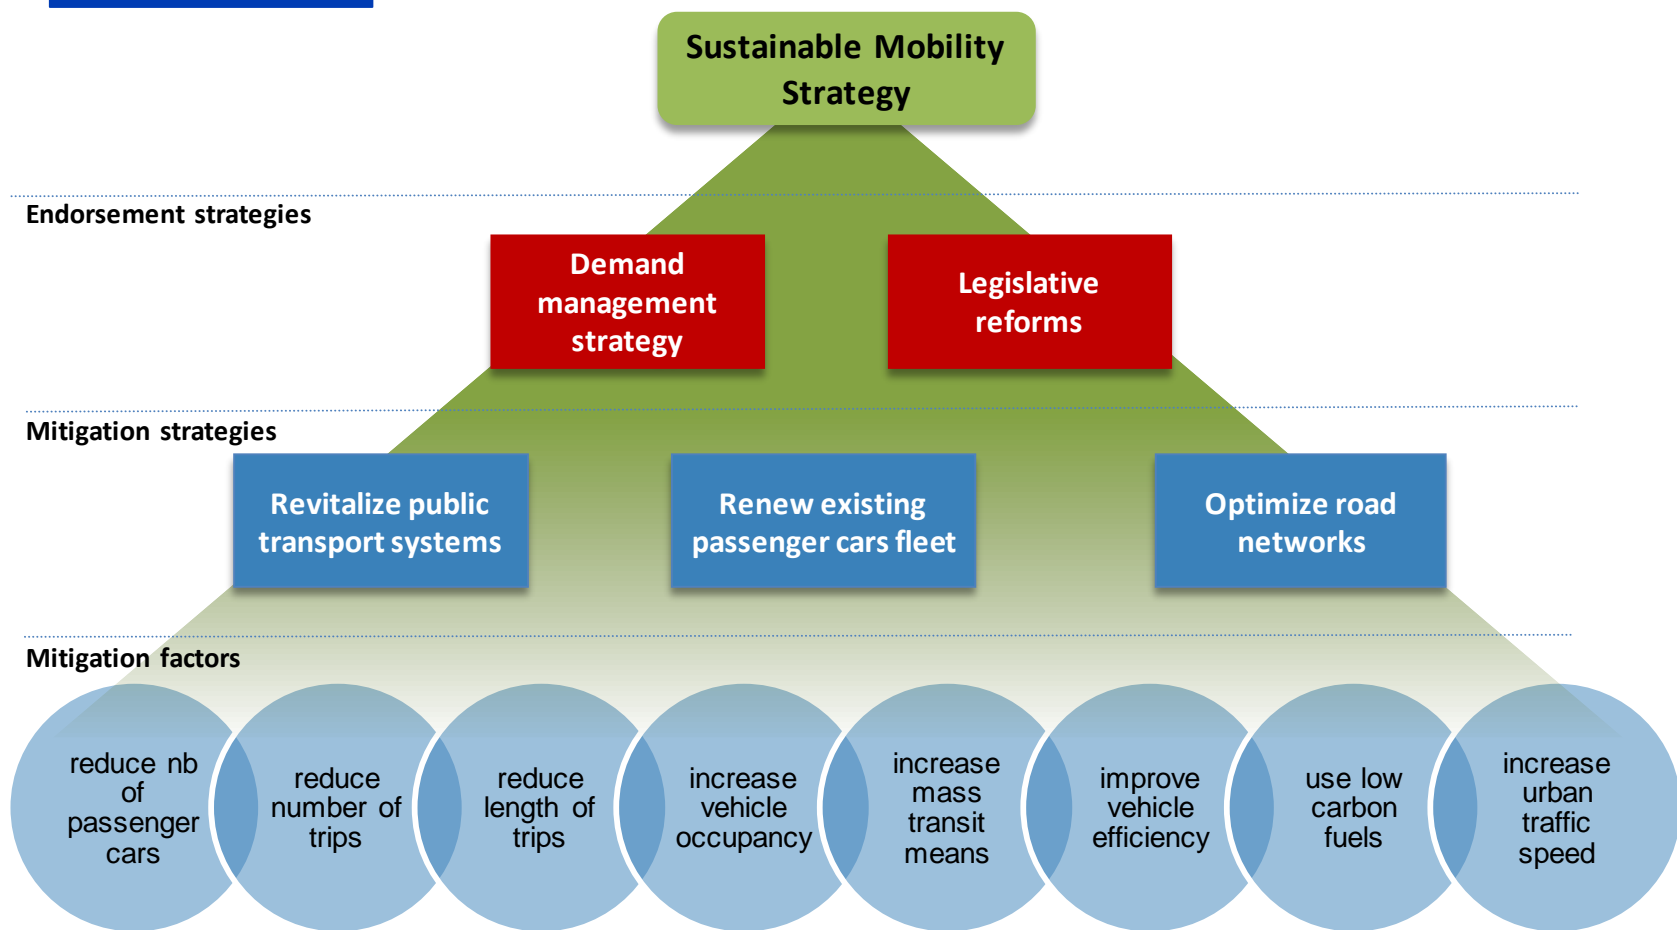 Sustainable Mobility
Strategy
Endorsement strategies
Demand
management
strategy
Legislative
reforms
Mitigation strategies
Revitalize public
transport systems
Renew existing
passenger cars fleet
Optimize road
networks
Mitigation factors
reduce nb
of
passenger
cars
reduce
number of
trips
reduce
length of
trips
increase
vehicle
occupancy
increase
mass
transit
means
improve
vehicle
efficiency
use low
carbon
fuels
increase
urban
traffic
speed